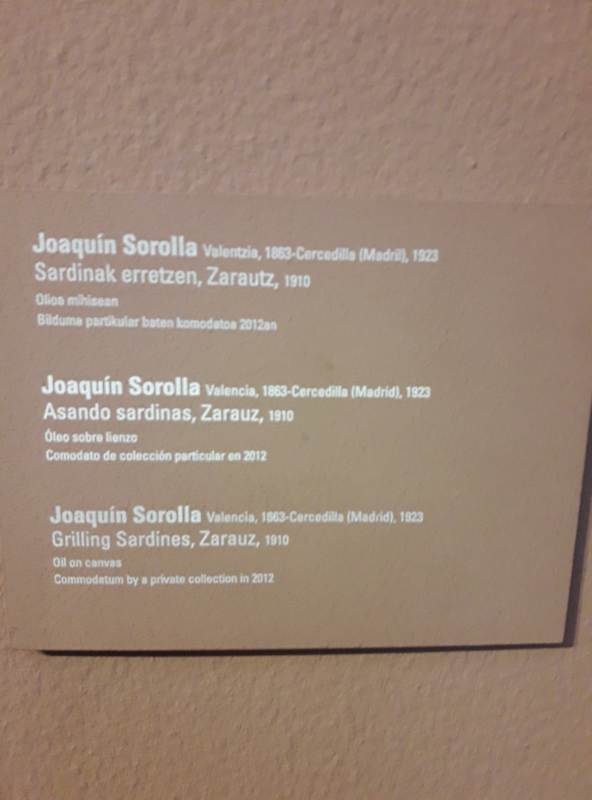 Joaquín Sorolla Valentzia, 1863-Cercedilla (Madril), 1923
Sardinak erretzen, Zarautz, 1910
Olioa mihisean
Bilduma partikular baten komodatoa 2012an
Joaquín Sorolla Valencia, 1863-Cercedilla (Madrid), 1923
Asando sardinas, Zarauz, 1910
Óleo sobre lienzo
Comodato de colección particular en 2012
Joaquín Sorolla Valencia, 1863-Cercedilla (Madrid), 1923
Grilling Sardines, Zarauz, 1910
Oil on canvas
Commodatum by a private collection in 2012